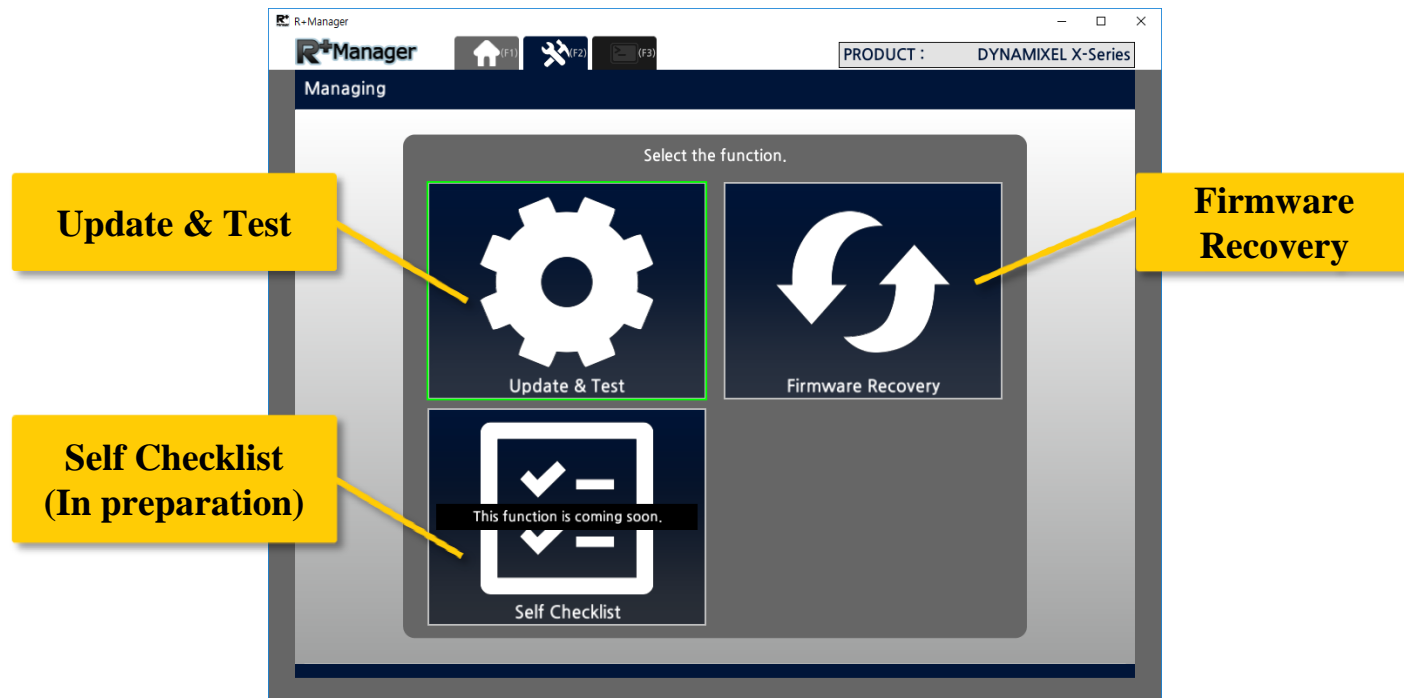 R+Manager
R+Manager
(F1)
(F2)
(F3)
PRODUCT : DYNAMIXEL X-Series
Managing
Select the function.
Update & Test
Firmware
Recovery
Update & Test
Firmware Recovery
Self Checklist
(In preparation)
This function is coming soon.
Self Checklist